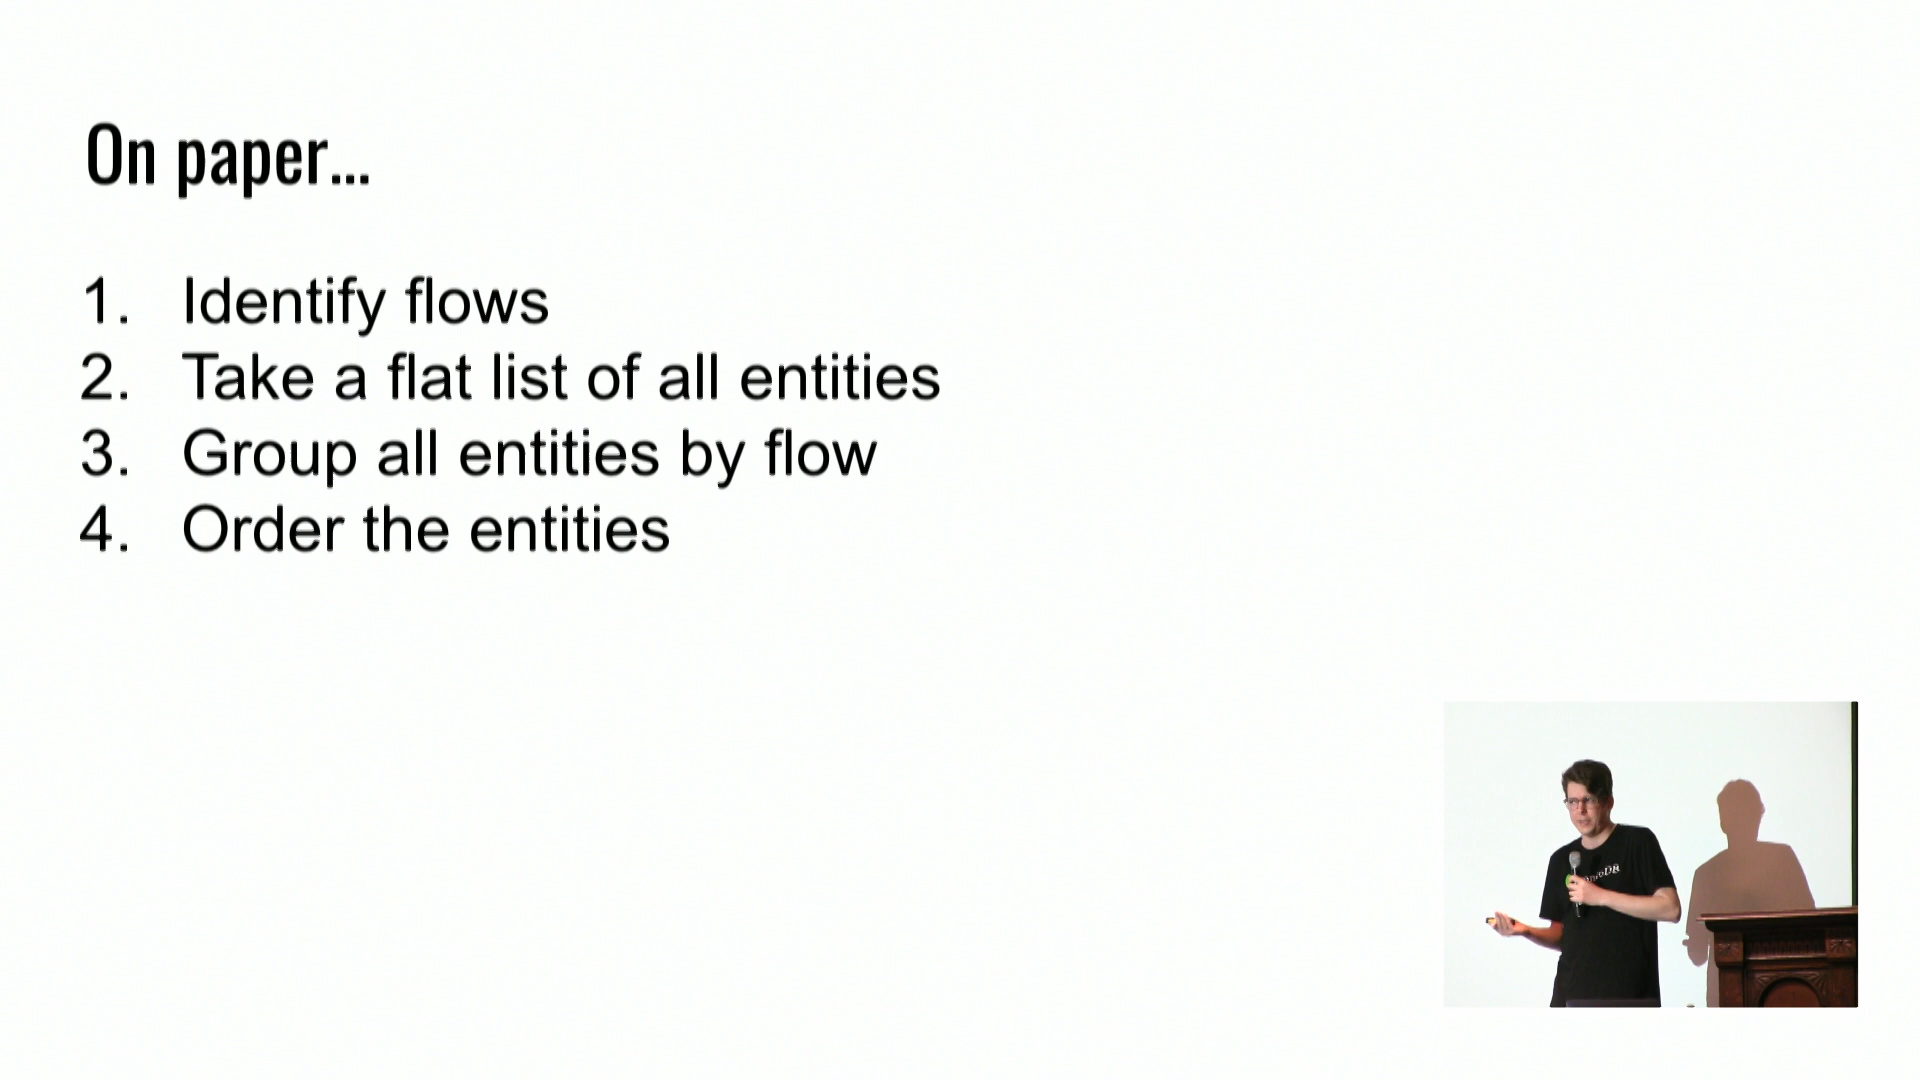 On paper...
1. Identify flows
2. Take a flat list of all entities
3. Group all entities by flow
4. Order the entities